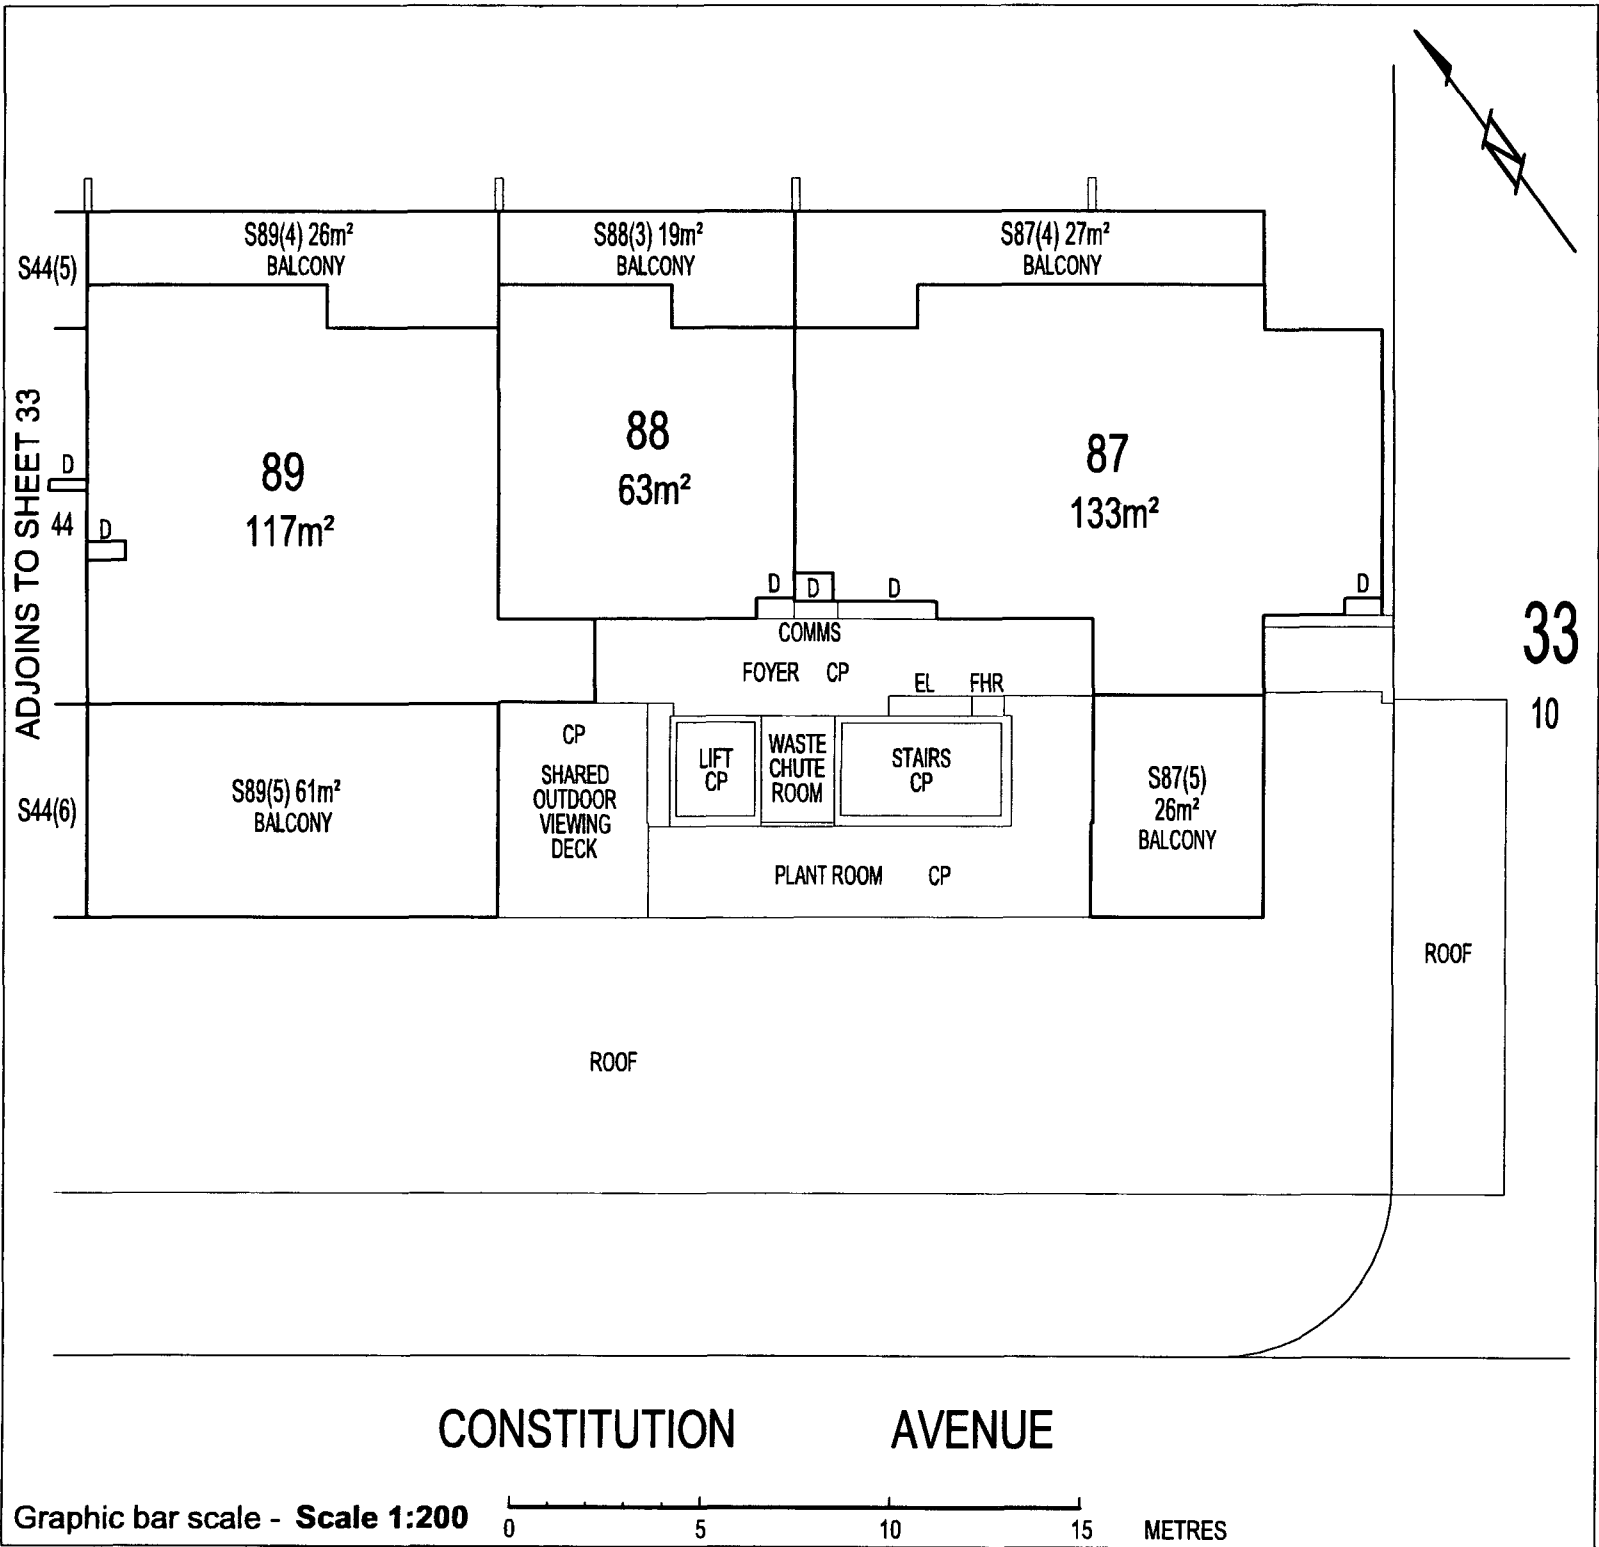 N
S89(4) 26m²
BALCONY
S88(3) 19m²
BALCONY
S87(4) 27m²
BALCONY
S44(5)
ADJOINS TO SHEET 33
D
44
D
89
117m²
88
63m²
87
133m²
D
D
D
D
COMMS
FOYER CP
EL
FHR
33
10
S44(6)
S89(5) 61m²
BALCONY
CP
SHARED
OUTDOOR
VIEWING
DECK
LIFT
CP
WASTE
CHUTE
ROOM
STAIRS
CP
S87(5)
26m²
BALCONY
PLANT ROOM CP
ROOF
ROOF
CONSTITUTION AVENUE
Graphic bar scale - Scale 1:200
0 5 10 15 METRES